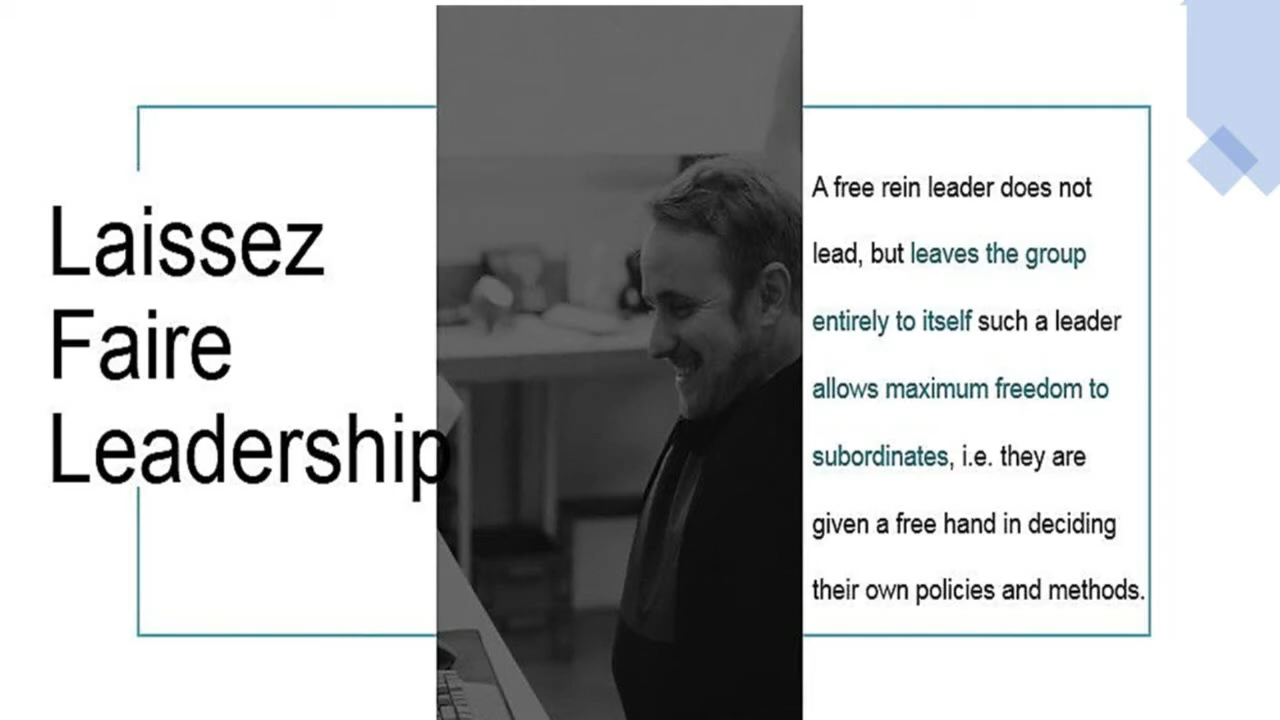 Laissez
Faire
Leadership
A free rein leader does not
lead, but leaves the group
entirely to itself such a leader
allows maximum freedom to
subordinates, i.e. they are
given a free hand in deciding
their own policies and methods.